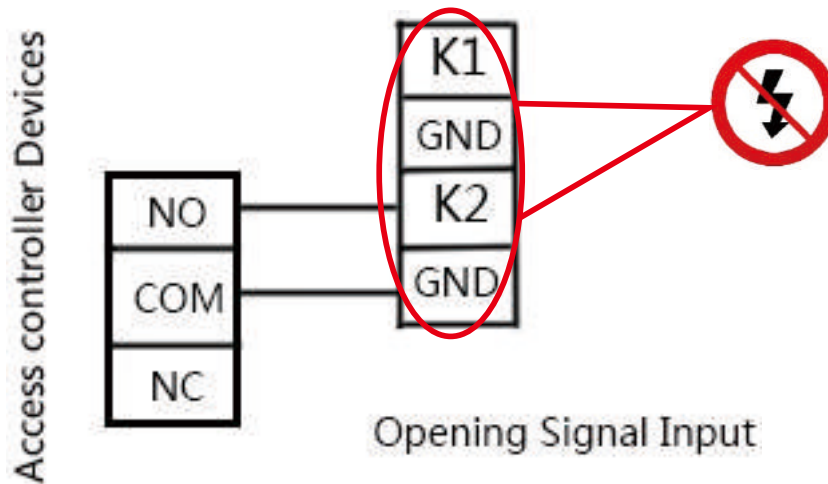 Access controller Devices
K1
GND
K2
GND
NO
COM
NC
Opening Signal Input